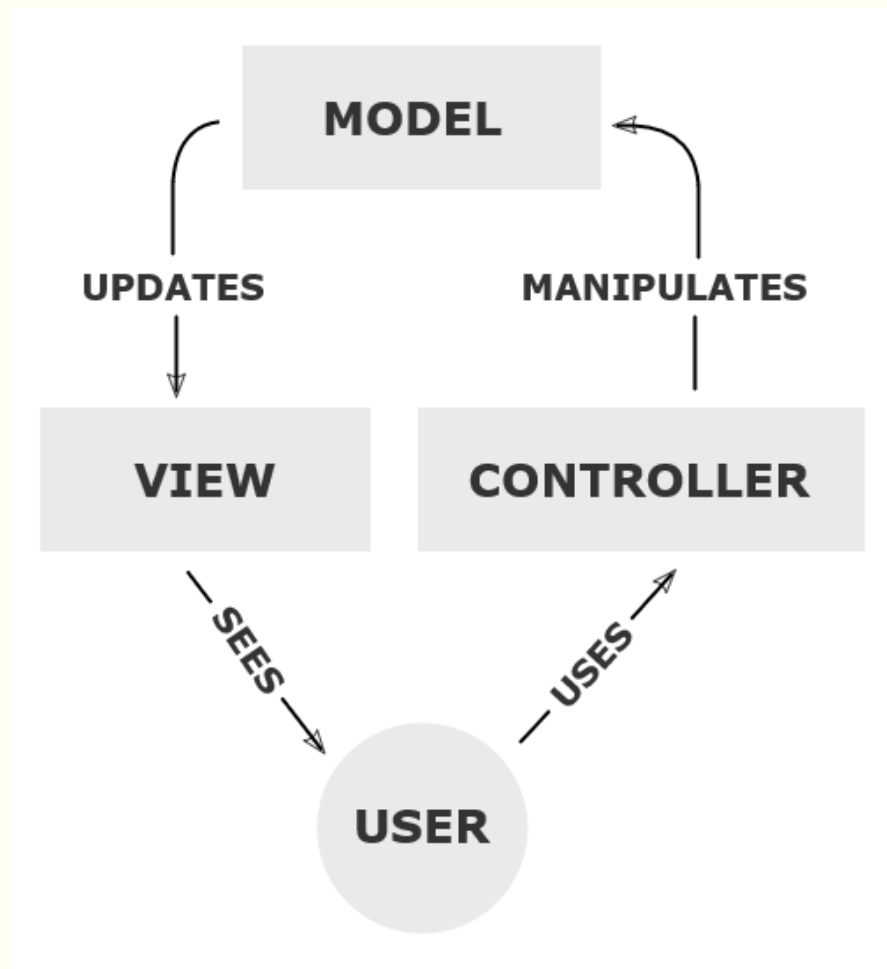 MODEL
UPDATES
MANIPULATES
VIEW
CONTROLLER
SEES
USES
USER